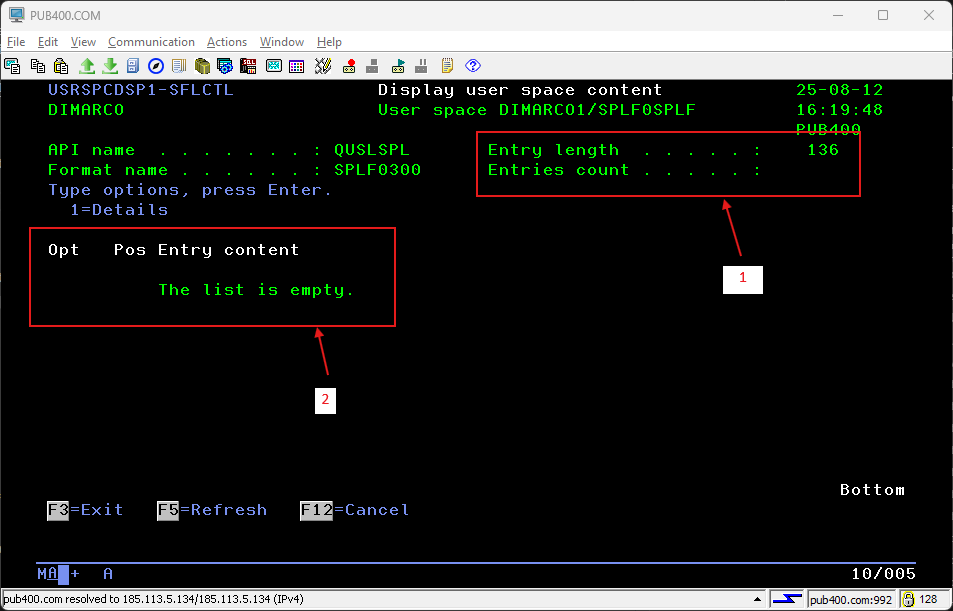 PUB400.COM
File Edit View Communication Actions Window Help
USRSPCDSP1-SFLCTL Display user space content 25-08-12
DIMARCO User space DIMARCO1/SPLF0SPLF 16:19:48
PUB400
API name . . . . . . . : QUSLSPL Entry length . . . . . : 136
Format name . . . . . . : SPLF0300 Entries count . . . . . :
Type options, press Enter.
1=Details
Opt Pos Entry content
The list is empty.
1
2
Bottom
F3=Exit F5=Refresh F12=Cancel
MA + A 10/005
pub400.com resolved to 185.113.5.134/185.113.5.134 (IPv4) pub400.com:992 128